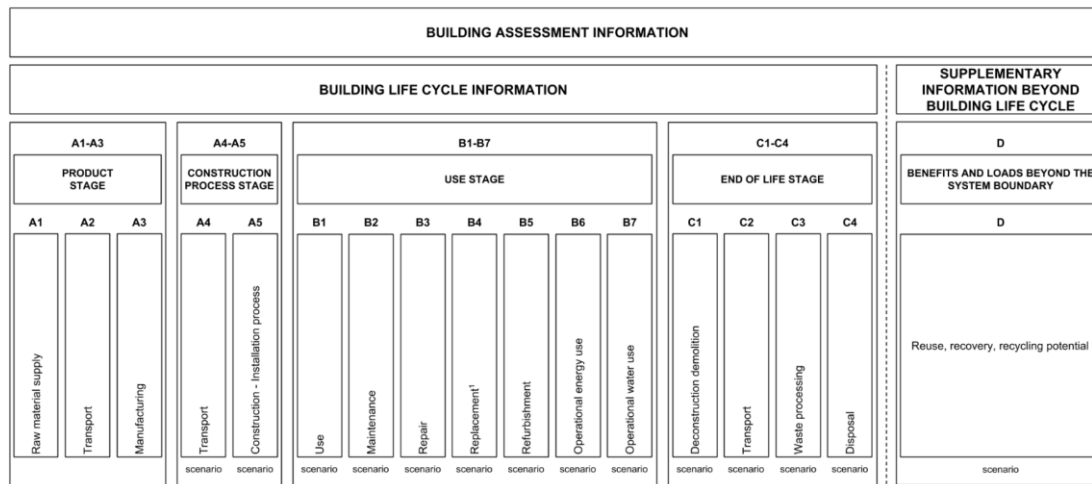 BUILDING ASSESSMENT INFORMATION
BUILDING LIFE CYCLE INFORMATION
SUPPLEMENTARY
INFORMATION BEYOND
BUILDING LIFE CYCLE
A1-A3
PRODUCT
STAGE
A4-A5
CONSTRUCTION
PROCESS STAGE
B1-B7
USE STAGE
C1-C4
END OF LIFE STAGE
D
BENEFITS AND LOADS BEYOND THE
SYSTEM BOUNDARY
A1
A2
A3
A4
A5
B1
B2
B3
B4
B5
B6
B7
C1
C2
C3
C4
D
Raw material supply
Transport
Manufacturing
Transport
Construction - Installation process
Use
Maintenance
Repair
Replacement¹
Refurbishment
Operational energy use
Operational water use
Deconstruction demolition
Transport
Waste processing
Disposal
Reuse, recovery, recycling potential
scenario
scenario
scenario
scenario
scenario
scenario
scenario
scenario
scenario
scenario
scenario
scenario
scenario
scenario